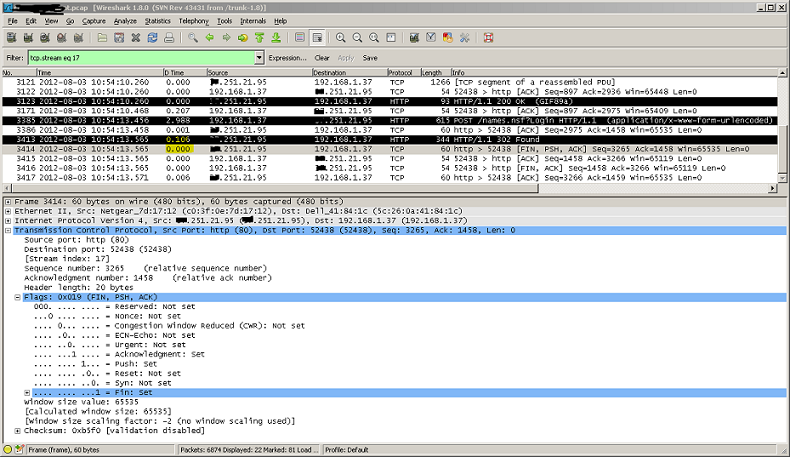 t.pcap [Wireshark 1.8.0 (SVN Rev 43431 from /trunk-1.8)]
File Edit View Go Capture Analyze Statistics Telephony Tools Internals Help
Filter: tcp.stream eq 17 Expression... Clear Apply Save
No. Time D Time Source Destination Protocol Length Info
3121 2012-08-03 10:54:10.260 0.000 .251.21.95 192.168.1.37 TCP 1266 [TCP segment of a reassembled PDU]
3122 2012-08-03 10:54:10.260 0.000 192.168.1.37 .251.21.95 TCP 54 52438 > http [ACK] Seq=897 Ack=2936 Win=65448 Len=0
3123 2012-08-03 10:54:10.260 0.000 .251.21.95 192.168.1.37 HTTP 93 HTTP/1.1 200 OK (GIF89a)
3171 2012-08-03 10:54:10.468 0.207 192.168.1.37 .251.21.95 TCP 54 52438 > http [ACK] Seq=897 Ack=2975 Win=65409 Len=0
3385 2012-08-03 10:54:13.456 2.988 192.168.1.37 .251.21.95 HTTP 615 POST /names.nsf?Login HTTP/1.1 (application/x-www-form-urlencoded)
3386 2012-08-03 10:54:13.458 0.001 .251.21.95 192.168.1.37 TCP 60 http > 52438 [ACK] Seq=2975 Ack=1458 Win=65535 Len=0
3413 2012-08-03 10:54:13.565 0.106 .251.21.95 192.168.1.37 HTTP 344 HTTP/1.1 302 Found
3414 2012-08-03 10:54:13.565 0.000 .251.21.95 192.168.1.37 TCP 60 http > 52438 [FIN, PSH, ACK] Seq=3265 Ack=1458 Win=65535 Len=0
3415 2012-08-03 10:54:13.565 0.000 192.168.1.37 .251.21.95 TCP 54 52438 > http [ACK] Seq=1458 Ack=3266 Win=65119 Len=0
3416 2012-08-03 10:54:13.565 0.000 192.168.1.37 .251.21.95 TCP 54 52438 > http [FIN, ACK] Seq=1458 Ack=3266 Win=65119 Len=0
3417 2012-08-03 10:54:13.571 0.006 .251.21.95 192.168.1.37 TCP 60 http > 52438 [ACK] Seq=3266 Ack=1459 Win=65535 Len=0
Frame 3414: 60 bytes on wire (480 bits), 60 bytes captured (480 bits)
Ethernet II, Src: Netgear_7d:17:12 (c0:3f:0e:7d:17:12), Dst: Dell_41:84:1c (5c:26:0a:41:84:1c)
Internet Protocol Version 4, Src: .251.21.95 ( .251.21.95), Dst: 192.168.1.37 (192.168.1.37)
Transmission Control Protocol, Src Port: http (80), Dst Port: 52438 (52438), Seq: 3265, Ack: 1458, Len: 0
Source port: http (80)
Destination port: 52438 (52438)
[Stream index: 17]
Sequence number: 3265 (relative sequence number)
Acknowledgment number: 1458 (relative ack number)
Header length: 20 bytes
Flags: 0x019 (FIN, PSH, ACK)
000. .... .... = Reserved: Not set
...0 .... .... = Nonce: Not set
.... 0... .... = Congestion Window Reduced (CWR): Not set
.... .0.. .... = ECN-Echo: Not set
.... ..0. .... = Urgent: Not set
.... ...1 .... = Acknowledgment: Set
.... .... 1... = Push: Set
.... .... .0.. = Reset: Not set
.... .... ..0. = Syn: Not set
.... .... ...1 = Fin: Set
Window size value: 65535
[Calculated window size: 65535]
[Window size scaling factor: -2 (no window scaling used)]
Checksum: 0xb5f0 [validation disabled]
Frame (frame), 60 bytes Packets: 6874 Displayed: 22 Marked: 81 Load ... Profile: Default